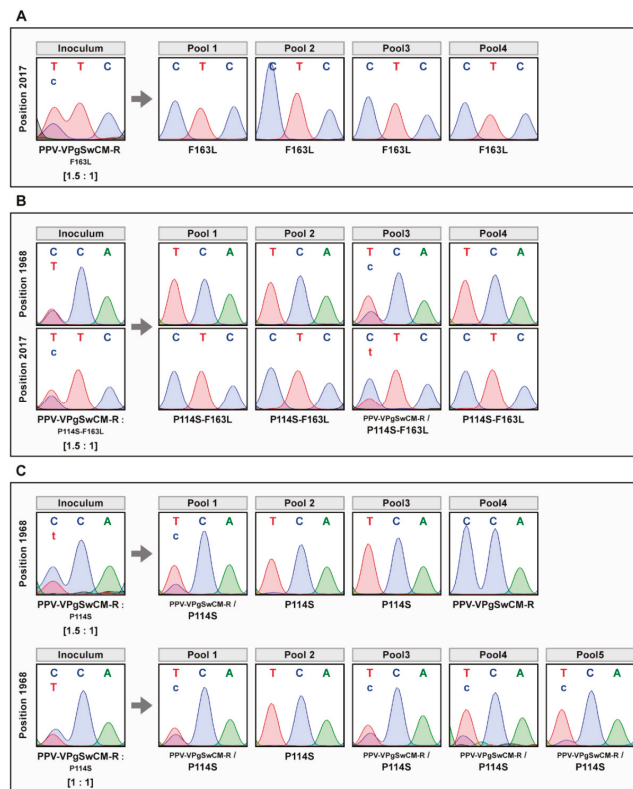 A
Inoculum Pool 1 Pool 2 Pool3 Pool4
Position 2017
T T C C T C C T C C T C C T C
c
PPV-VPgSwCM-R F163L F163L F163L F163L
F163L
[1.5 : 1]
B
Inoculum Pool 1 Pool 2 Pool3 Pool4
Position 1968
C C A T C A T C A T C A T C A
T c
Position 2017
T T C C T C C T C C T C C T C
c t
PPV-VPgSwCM-R : P114S-F163L P114S-F163L PPV-VPgSwCM-R / P114S-F163L
P114S-F163L P114S-F163L
[1.5 : 1]
C
Inoculum Pool 1 Pool 2 Pool3 Pool4
Position 1968
C C A T C A T C A T C A C C A
t c
PPV-VPgSwCM-R : PPV-VPgSwCM-R / P114S P114S PPV-VPgSwCM-R
P114S P114S
[1.5 : 1]
Inoculum Pool 1 Pool 2 Pool3 Pool4 Pool5
Position 1968
C C A T C A T C A T C A T C A T C A
T c c c c
PPV-VPgSwCM-R : PPV-VPgSwCM-R / P114S PPV-VPgSwCM-R / PPV-VPgSwCM-R / PPV-VPgSwCM-R /
P114S P114S P114S P114S P114S
[1 : 1]